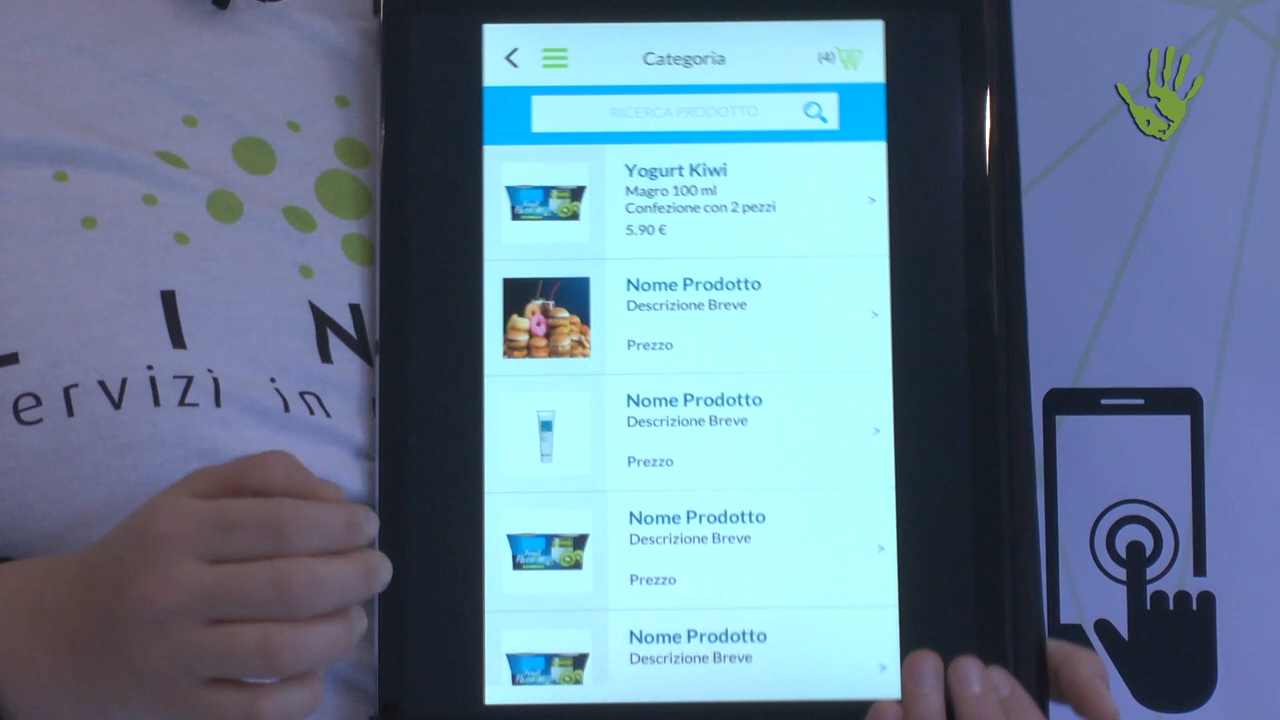 Categoria
(4)
RICERCA PRODOTTO
Yogurt Kiwi
Magro 100 ml
Confezione con 2 pezzi
5.90 €
>
Nome Prodotto
Descrizione Breve
Prezzo
>
Nome Prodotto
Descrizione Breve
Prezzo
>
Nome Prodotto
Descrizione Breve
Prezzo
>
Nome Prodotto
Descrizione Breve
>
I N
ervizi in